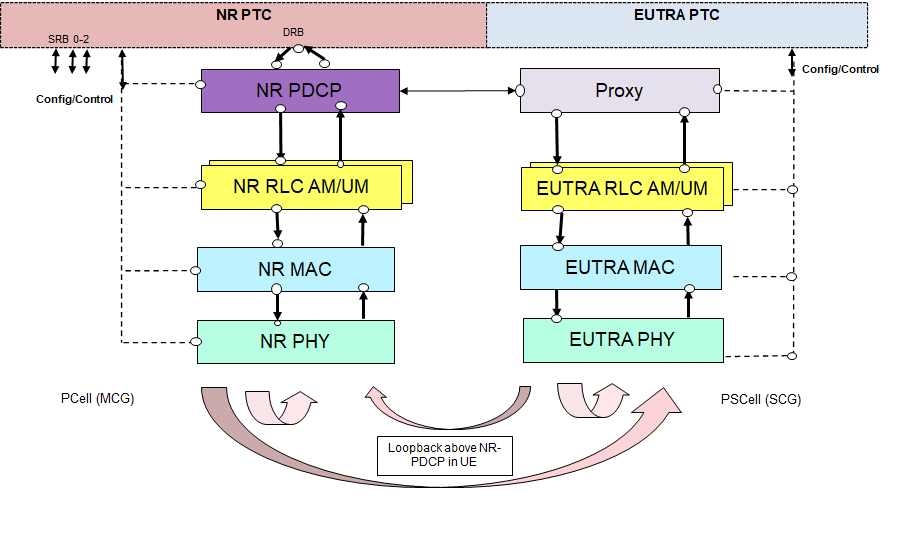 NR PTC
EUTRA PTC
SRB 0-2
DRB
Config/Control
Config/Control
NR PDCP
Proxy
NR RLC AM/UM
EUTRA RLC AM/UM
NR MAC
EUTRA MAC
NR PHY
EUTRA PHY
PCell (MCG)
PSCell (SCG)
Loopback above NR-
PDCP in UE